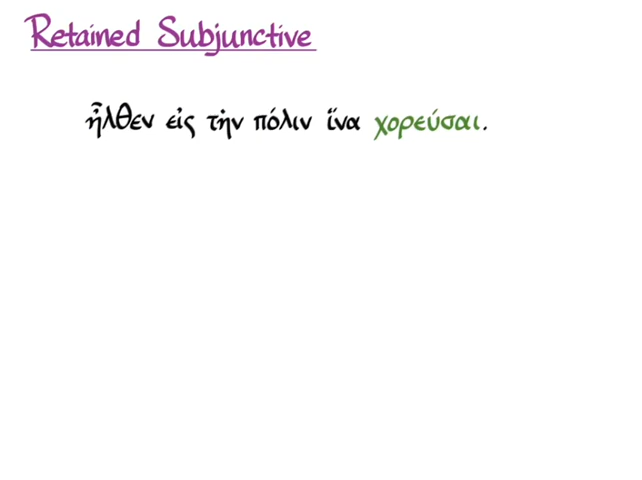 Retained Subjunctive
ἦλθεν εἰς τὴν πόλιν ἵνα χορεύσαι.